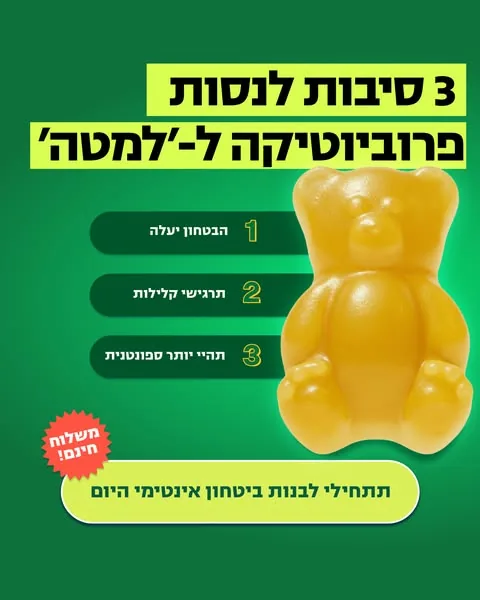 3 סיבות לנסות
פרוביוטיקה ל-'למטה'
1 הבטחון יעלה
2 תרגישי קלילות
3 תהיי יותר ספונטנית
משלוח
חינם!
תתחילי לבנות ביטחון אינטימי היום